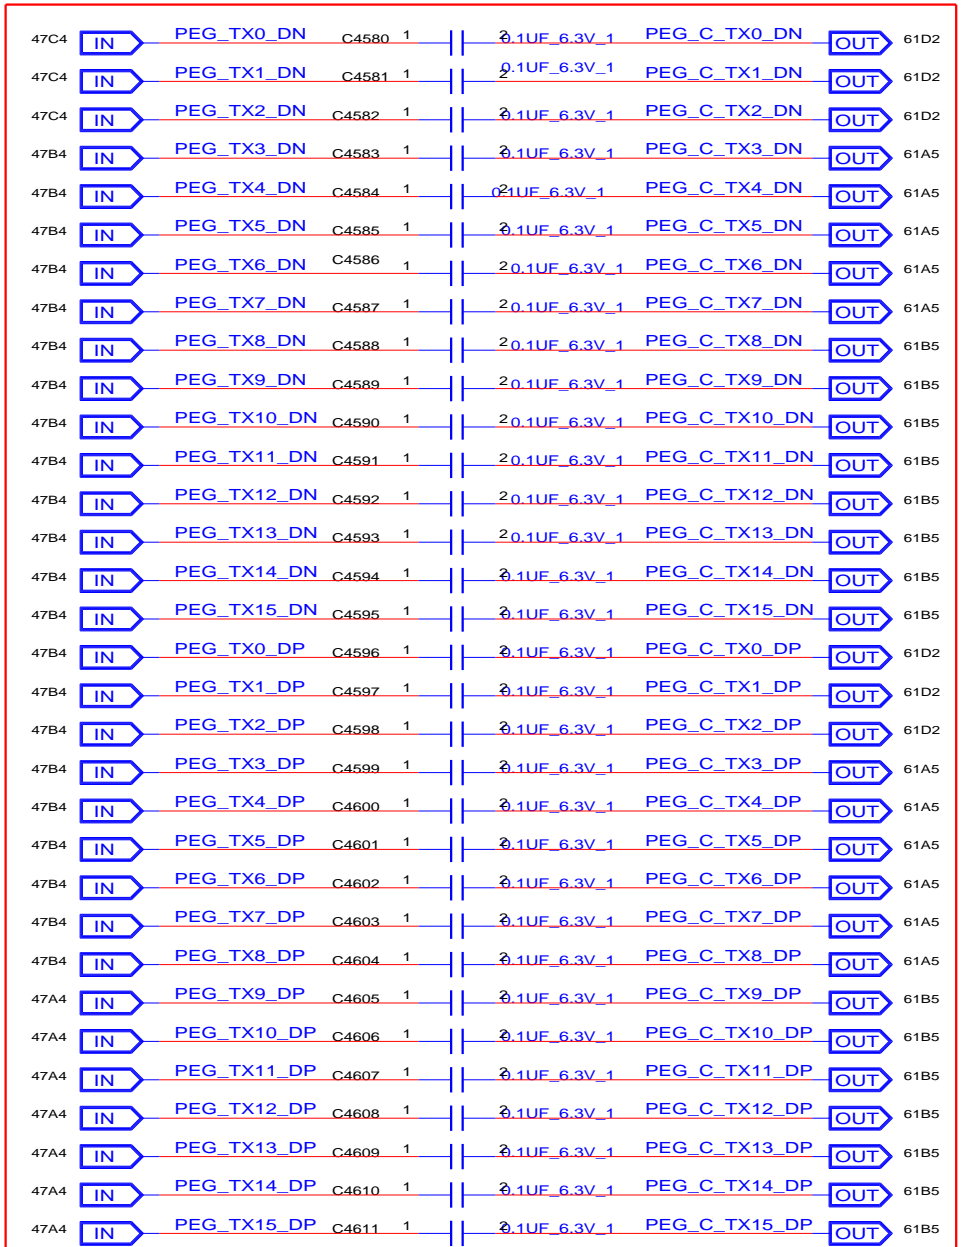 47C4 IN PEG_TX0_DN C4580 1 2 0.1UF_6.3V_1 PEG_C_TX0_DN OUT 61D2
47C4 IN PEG_TX1_DN C4581 1 2 0.1UF_6.3V_1 PEG_C_TX1_DN OUT 61D2
47C4 IN PEG_TX2_DN C4582 1 2 0.1UF_6.3V_1 PEG_C_TX2_DN OUT 61D2
47B4 IN PEG_TX3_DN C4583 1 2 0.1UF_6.3V_1 PEG_C_TX3_DN OUT 61A5
47B4 IN PEG_TX4_DN C4584 1 2 0.1UF_6.3V_1 PEG_C_TX4_DN OUT 61A5
47B4 IN PEG_TX5_DN C4585 1 2 0.1UF_6.3V_1 PEG_C_TX5_DN OUT 61A5
47B4 IN PEG_TX6_DN C4586 1 2 0.1UF_6.3V_1 PEG_C_TX6_DN OUT 61A5
47B4 IN PEG_TX7_DN C4587 1 2 0.1UF_6.3V_1 PEG_C_TX7_DN OUT 61A5
47B4 IN PEG_TX8_DN C4588 1 2 0.1UF_6.3V_1 PEG_C_TX8_DN OUT 61B5
47B4 IN PEG_TX9_DN C4589 1 2 0.1UF_6.3V_1 PEG_C_TX9_DN OUT 61B5
47B4 IN PEG_TX10_DN C4590 1 2 0.1UF_6.3V_1 PEG_C_TX10_DN OUT 61B5
47B4 IN PEG_TX11_DN C4591 1 2 0.1UF_6.3V_1 PEG_C_TX11_DN OUT 61B5
47B4 IN PEG_TX12_DN C4592 1 2 0.1UF_6.3V_1 PEG_C_TX12_DN OUT 61B5
47B4 IN PEG_TX13_DN C4593 1 2 0.1UF_6.3V_1 PEG_C_TX13_DN OUT 61B5
47B4 IN PEG_TX14_DN C4594 1 2 0.1UF_6.3V_1 PEG_C_TX14_DN OUT 61B5
47B4 IN PEG_TX15_DN C4595 1 2 0.1UF_6.3V_1 PEG_C_TX15_DN OUT 61B5
47B4 IN PEG_TX0_DP C4596 1 2 0.1UF_6.3V_1 PEG_C_TX0_DP OUT 61D2
47B4 IN PEG_TX1_DP C4597 1 2 0.1UF_6.3V_1 PEG_C_TX1_DP OUT 61D2
47B4 IN PEG_TX2_DP C4598 1 2 0.1UF_6.3V_1 PEG_C_TX2_DP OUT 61D2
47B4 IN PEG_TX3_DP C4599 1 2 0.1UF_6.3V_1 PEG_C_TX3_DP OUT 61A5
47B4 IN PEG_TX4_DP C4600 1 2 0.1UF_6.3V_1 PEG_C_TX4_DP OUT 61A5
47B4 IN PEG_TX5_DP C4601 1 2 0.1UF_6.3V_1 PEG_C_TX5_DP OUT 61A5
47B4 IN PEG_TX6_DP C4602 1 2 0.1UF_6.3V_1 PEG_C_TX6_DP OUT 61A5
47B4 IN PEG_TX7_DP C4603 1 2 0.1UF_6.3V_1 PEG_C_TX7_DP OUT 61A5
47B4 IN PEG_TX8_DP C4604 1 2 0.1UF_6.3V_1 PEG_C_TX8_DP OUT 61A5
47A4 IN PEG_TX9_DP C4605 1 2 0.1UF_6.3V_1 PEG_C_TX9_DP OUT 61B5
47A4 IN PEG_TX10_DP C4606 1 2 0.1UF_6.3V_1 PEG_C_TX10_DP OUT 61B5
47A4 IN PEG_TX11_DP C4607 1 2 0.1UF_6.3V_1 PEG_C_TX11_DP OUT 61B5
47A4 IN PEG_TX12_DP C4608 1 2 0.1UF_6.3V_1 PEG_C_TX12_DP OUT 61B5
47A4 IN PEG_TX13_DP C4609 1 2 0.1UF_6.3V_1 PEG_C_TX13_DP OUT 61B5
47A4 IN PEG_TX14_DP C4610 1 2 0.1UF_6.3V_1 PEG_C_TX14_DP OUT 61B5
47A4 IN PEG_TX15_DP C4611 1 2 0.1UF_6.3V_1 PEG_C_TX15_DP OUT 61B5